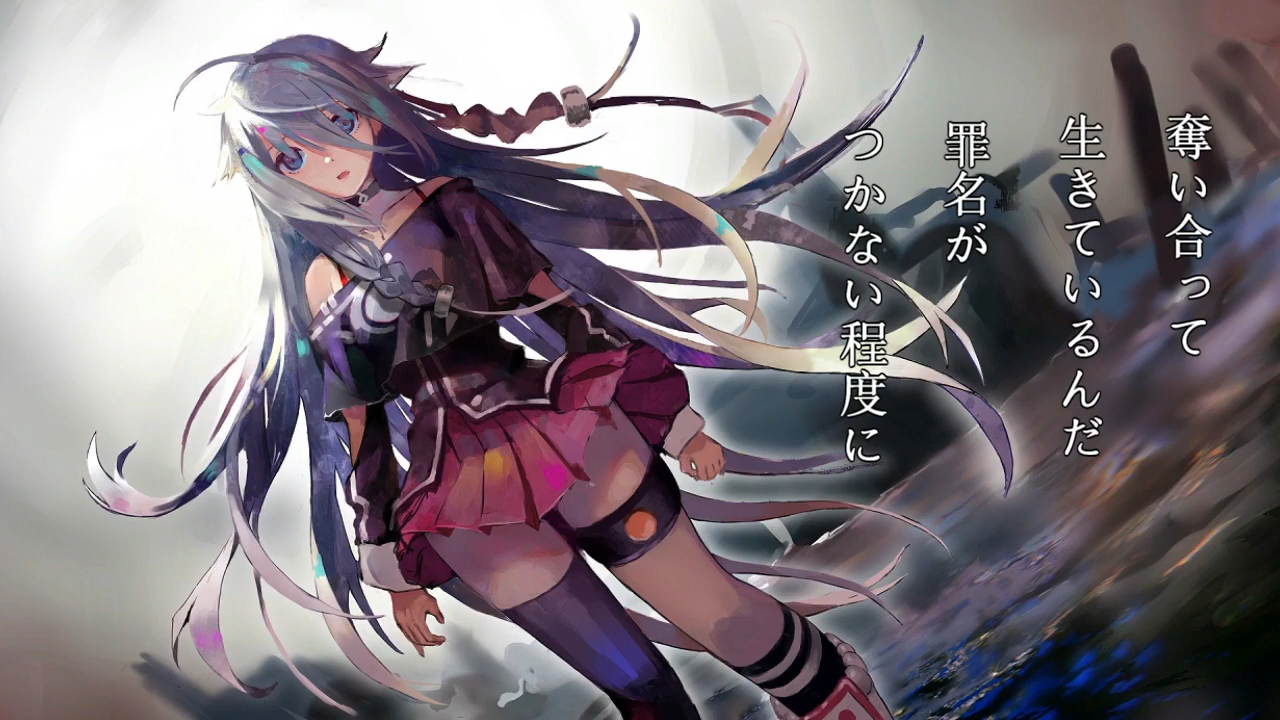 奪い合って
生きているんだ
罪名が
つかない程度に